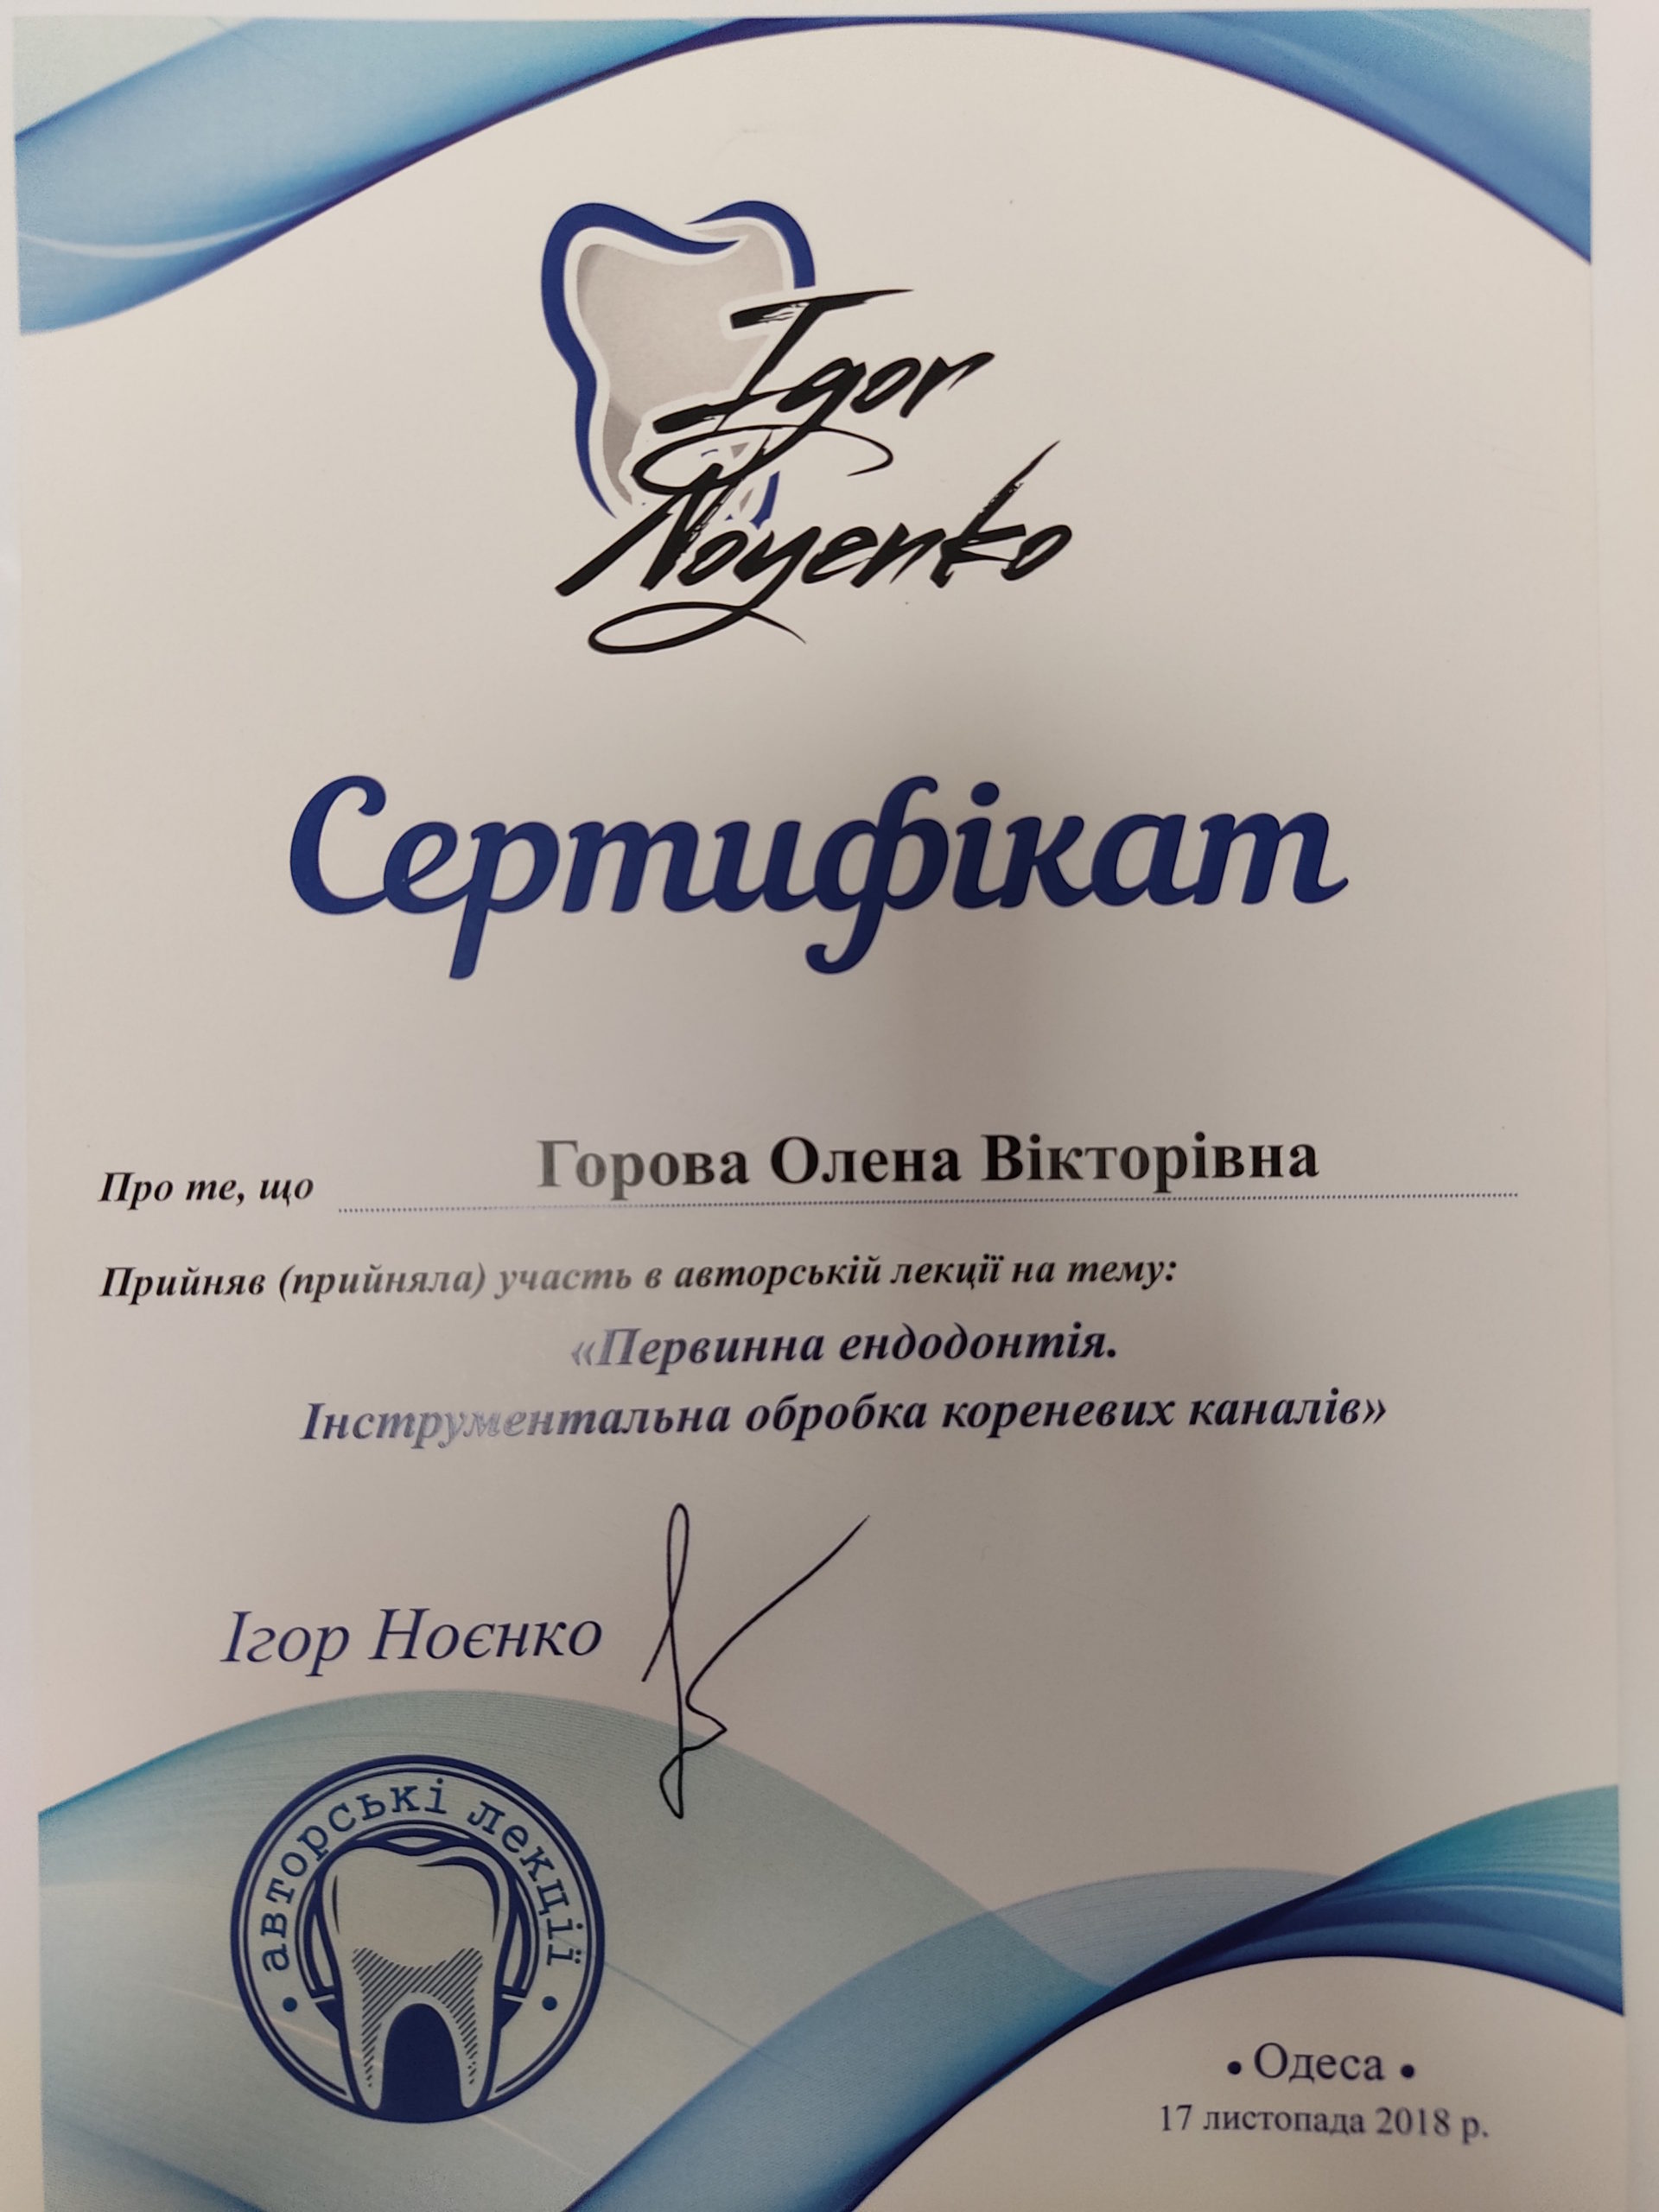 Igor
Noyenko
Сертифікат
Про те, що Горова Олена Вікторівна
Прийняв (прийняла) участь в авторській лекції на тему:
«Первинна ендодонтія.
Інструментальна обробка кореневих каналів»
Ігор Ноєнко
• авторські лекції •
• Одеса •
17 листопада 2018 р.